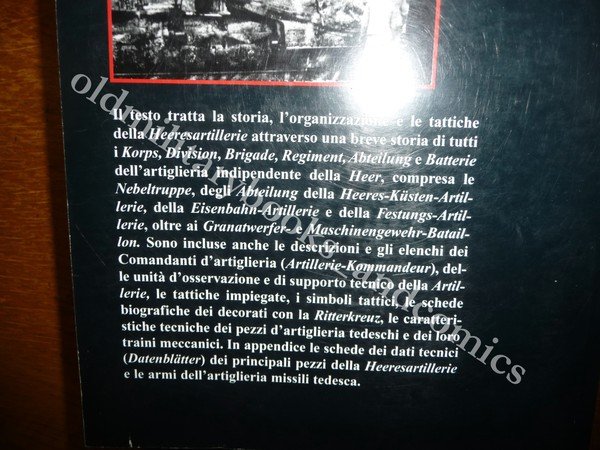 Il testo tratta la storia, l'organizzazione e le tattiche
della Heeresartillerie attraverso una breve storia di tutti
i Korps, Division, Brigade, Regiment, Abteilung e Batterie
dell'artiglieria indipendente della Heer, compresa le
Nebeltruppe, degli Abteilung della Heeres-Küsten-Artil-
lerie, della Eisenbahn-Artillerie e della Festungs-Artil-
lerie, oltre ai Granatwerfer e Maschinengewehr-Batail-
lon. Sono incluse anche le descrizioni e gli elenchi dei
Comandanti d'artiglieria (Artillerie-Kommandeur), del-
le unità d'osservazione e di supporto tecnico della Artil-
lerie, le tattiche impiegate, i simboli tattici, le schede
biografiche dei decorati con la Ritterkreuz, le caratteri-
stiche tecniche dei pezzi d'artiglieria tedeschi e dei loro
traini meccanici. In appendice le schede dei dati tecnici
(Datenblätter) dei principali pezzi della Heeresartillerie
e le armi dell'artiglieria missili tedesca.
oldmilitarybooks_andcomics